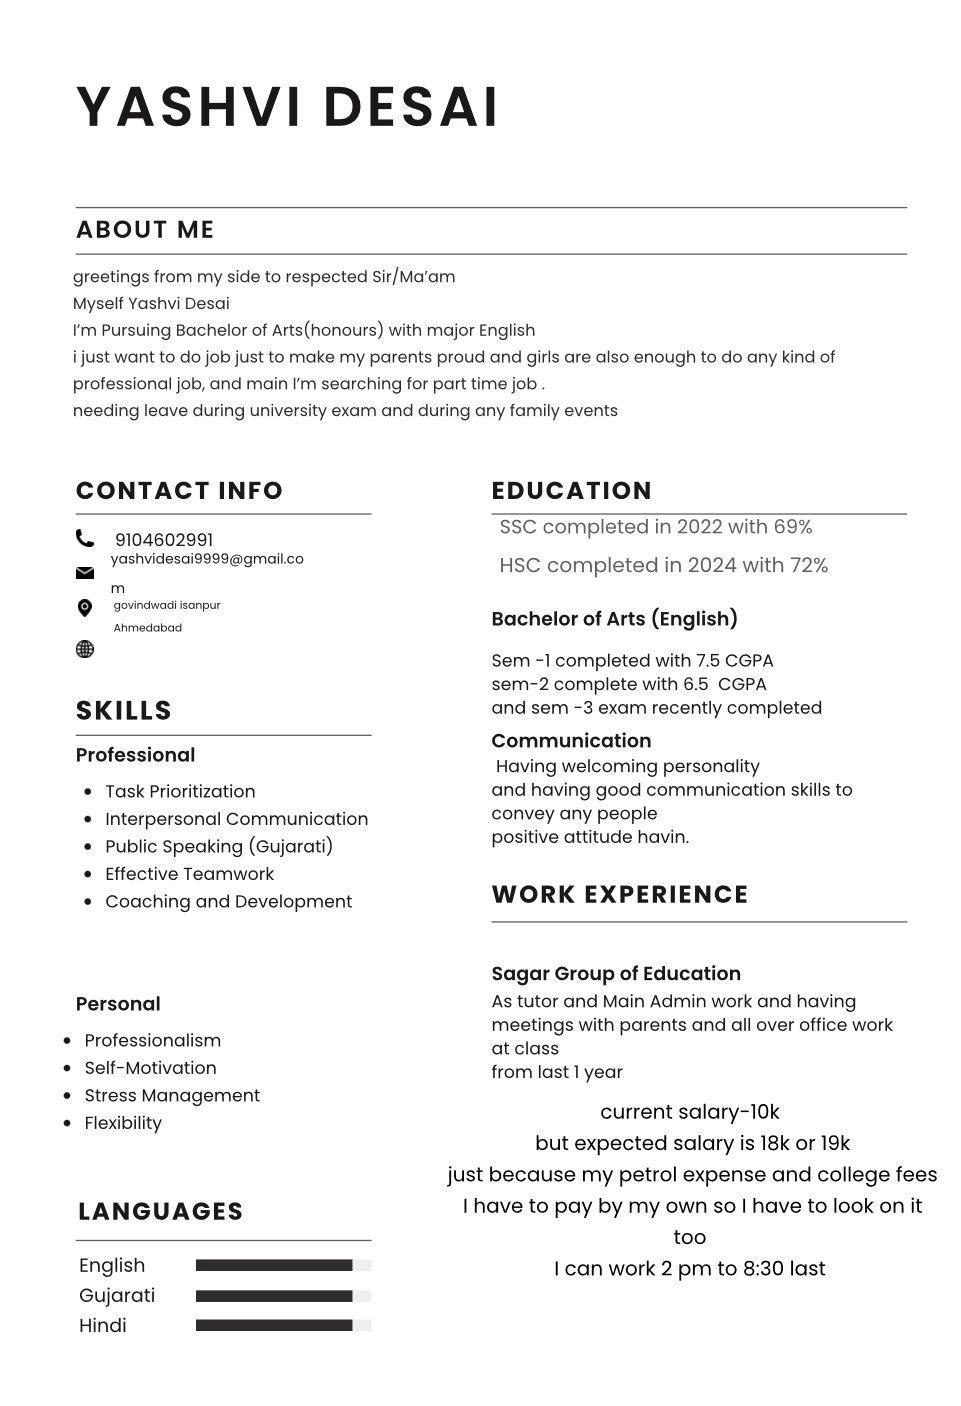 YASHVI DESAI
ABOUT ME
greetings from my side to respected Sir/Ma’am
Myself Yashvi Desai
I’m Pursuing Bachelor of Arts(honours) with major English
i just want to do job just to make my parents proud and girls are also enough to do any kind of
professional job, and main I’m searching for part time job .
needing leave during university exam and during any family events
CONTACT INFO
9104602991
yashvidesai9999@gmail.co
m
govindwadi isanpur
Ahmedabad
SKILLS
Professional
• Task Prioritization
• Interpersonal Communication
• Public Speaking (Gujarati)
• Effective Teamwork
• Coaching and Development
Personal
• Professionalism
• Self-Motivation
• Stress Management
• Flexibility
LANGUAGES
English
Gujarati
Hindi
EDUCATION
SSC completed in 2022 with 69%
HSC completed in 2024 with 72%
Bachelor of Arts (English)
Sem -1 completed with 7.5 CGPA
sem-2 complete with 6.5  CGPA
and sem -3 exam recently completed
Communication
Having welcoming personality
and having good communication skills to
convey any people
positive attitude havin.
WORK EXPERIENCE
Sagar Group of Education
As tutor and Main Admin work and having
meetings with parents and all over office work
at class
from last 1 year
current salary-10k
but expected salary is 18k or 19k
just because my petrol expense and college fees
I have to pay by my own so I have to look on it
too
I can work 2 pm to 8:30 last